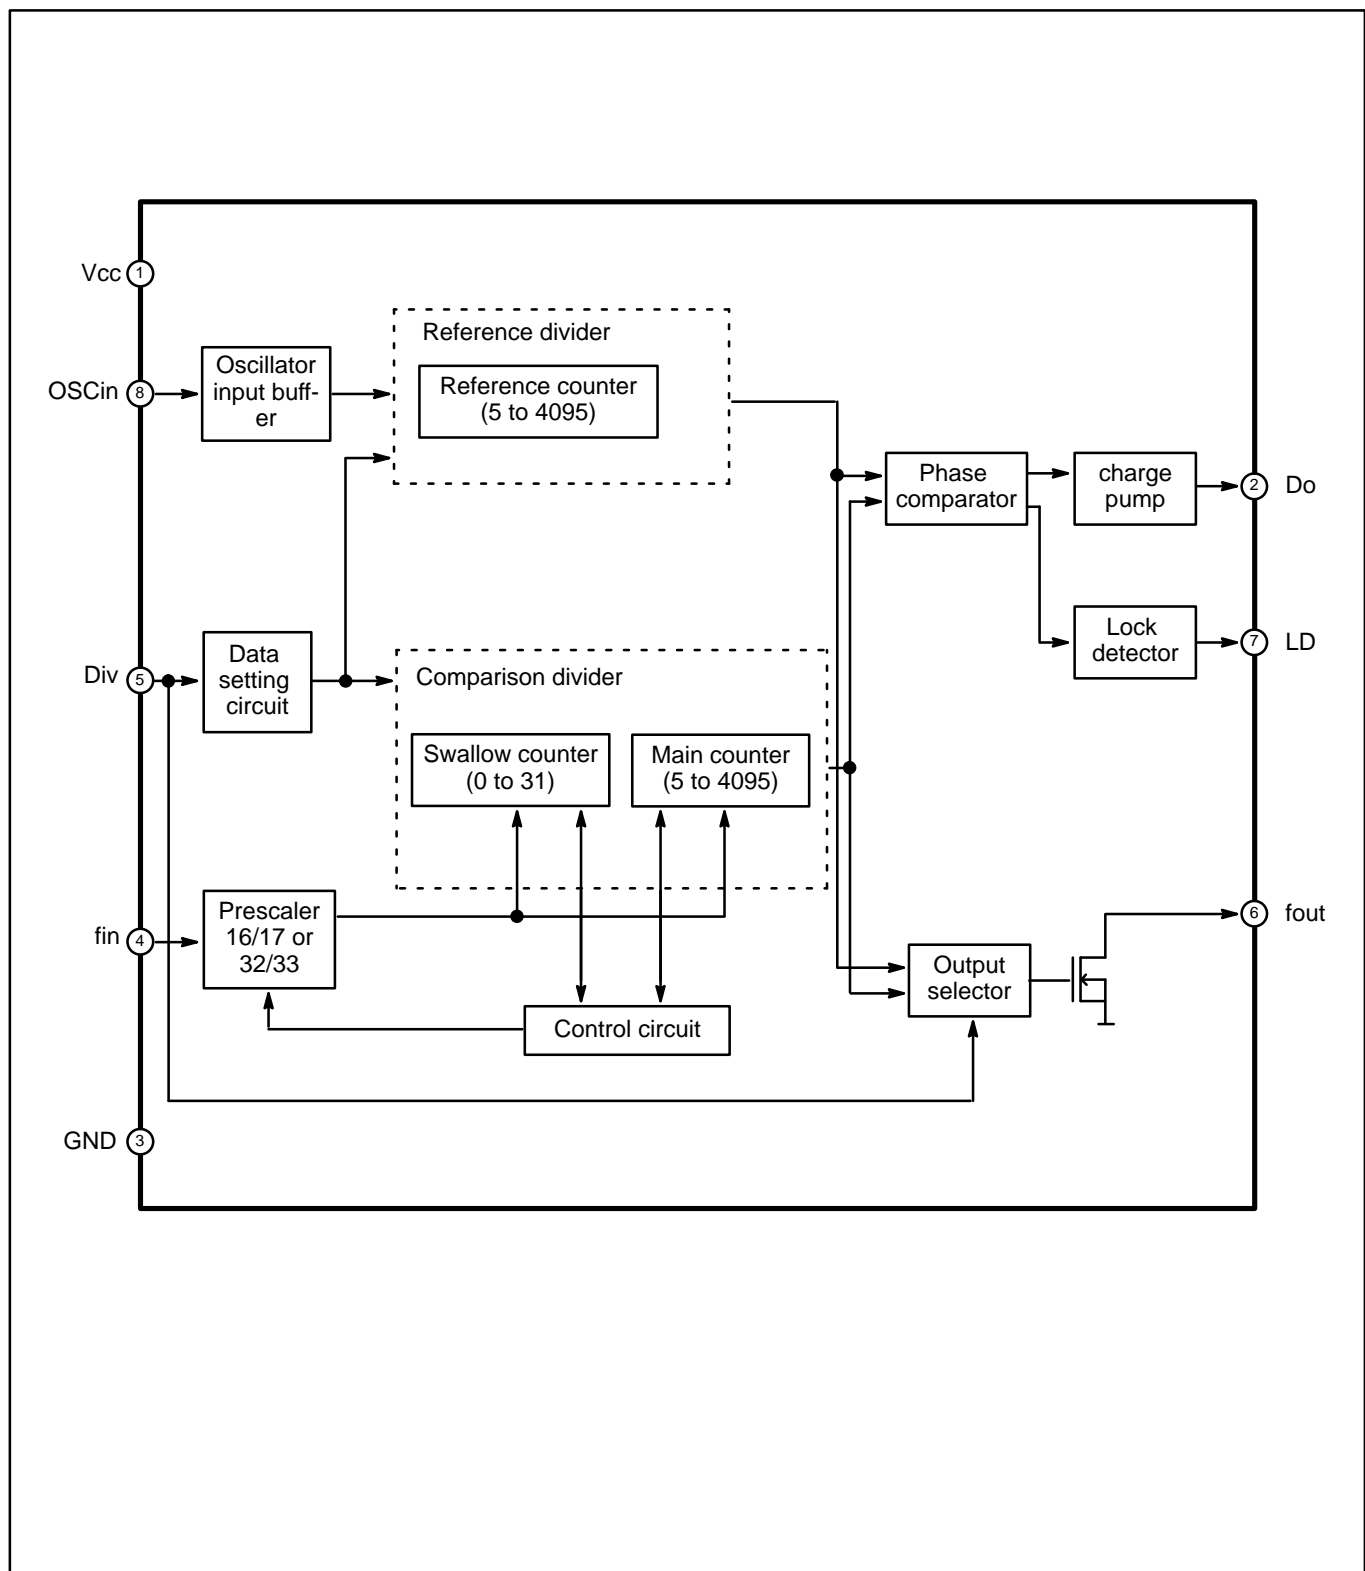 Vcc
1
OSCin
8
Oscillator
input buff-
er
Reference divider
Reference counter
(5 to 4095)
Phase
comparator
charge
pump
2
Do
Lock
detector
7
LD
Div
5
Data
setting
circuit
Comparison divider
Swallow counter
(0 to 31)
Main counter
(5 to 4095)
fin
4
Prescaler
16/17 or
32/33
Control circuit
Output
selector
6
fout
GND
3